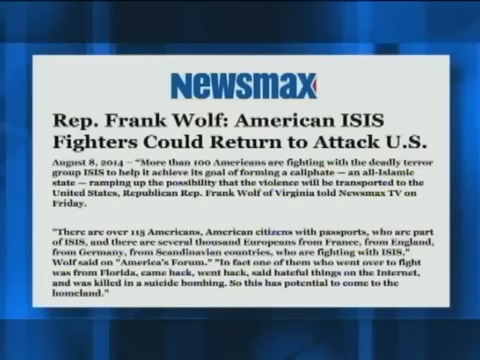 Newsmax
Rep. Frank Wolf: American ISIS
Fighters Could Return to Attack U.S.
August 8, 2014 – "More than 100 Americans are fighting with the deadly terror
group ISIS to help it achieve its goal of forming a caliphate — an all-Islamic
state — ramping up the possibility that the violence will be transported to the
United States, Republican Rep. Frank Wolf of Virginia told Newsmax TV on
Friday.
"There are over 115 Americans, American citizens with passports, who are part
of ISIS, and there are several thousand Europeans from France, from England,
from Germany, from Scandinavian countries, who are fighting with ISIS,"
Wolf said on "America's Forum." "In fact one of them who went over to fight
was from Florida, came back, went back, said hateful things on the Internet,
and was killed in a suicide bombing. So this has potential to come to the
homeland."